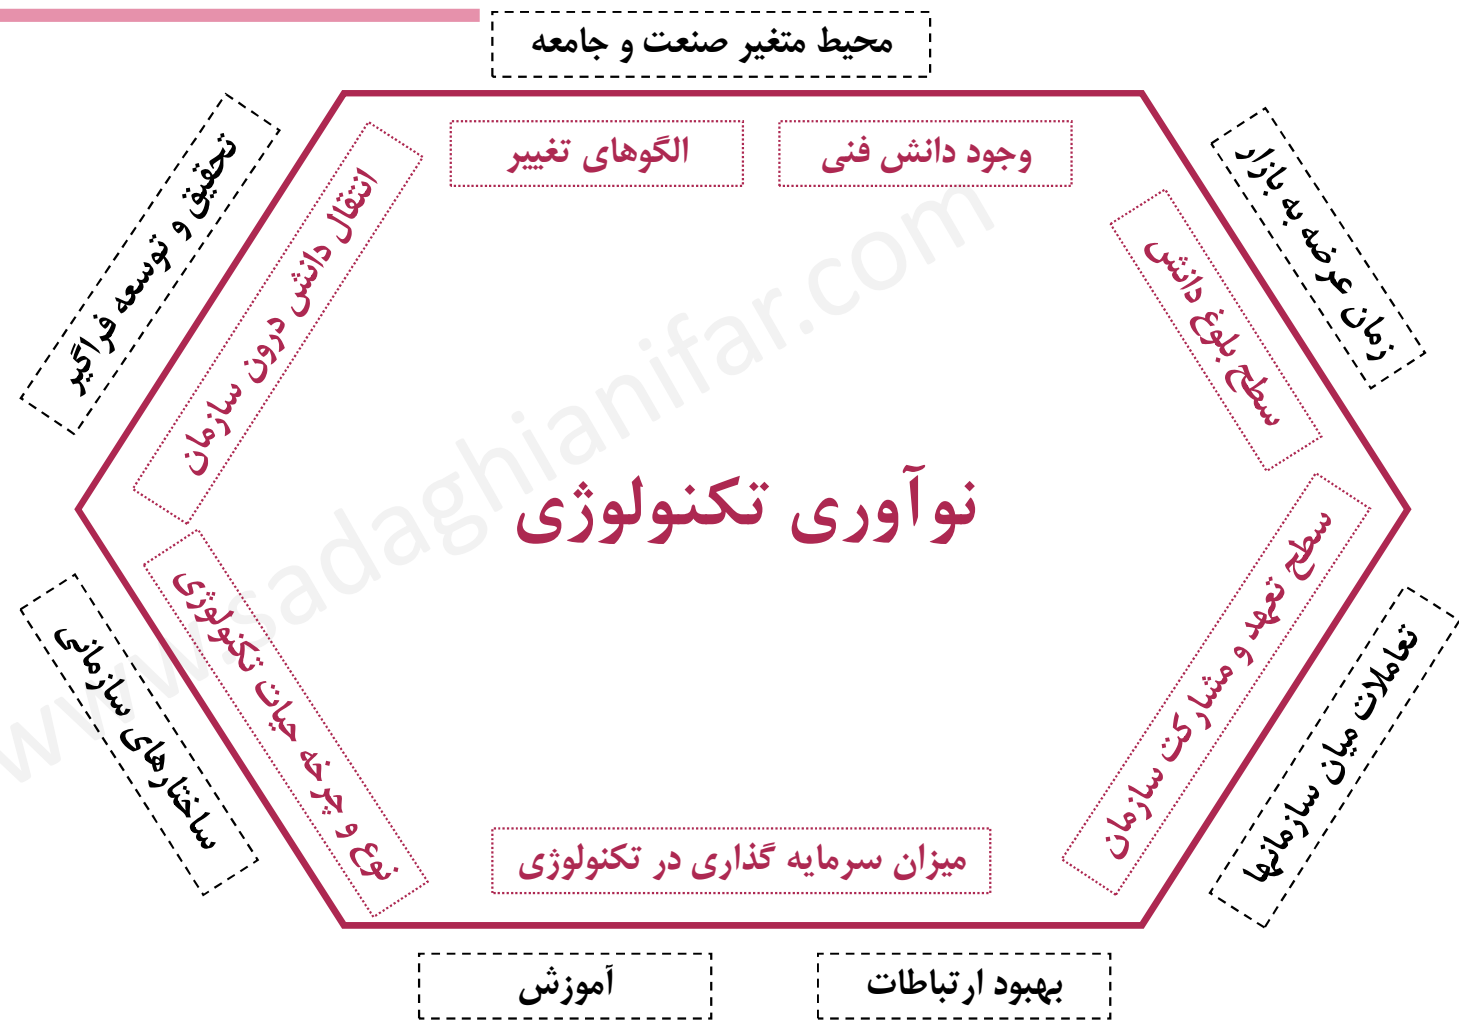 محیط متغیر صنعت و جامعه
وجود دانش فنی
الگوهای تغییر
زمان عرضه به بازار
سطح بلوغ دانش
انتقال دانش درون سازمان
تحقیق و توسعه فراگیر
نوآوری تکنولوژی
تعاملات میان سازمانها
سطح تعهد و مشارکت سازمان
نوع و چرخه حیات تکنولوژی
ساختارهای سازمانی
میزان سرمایه گذاری در تکنولوژی
بهبود ارتباطات
آموزش
www.sadaghianifar.com